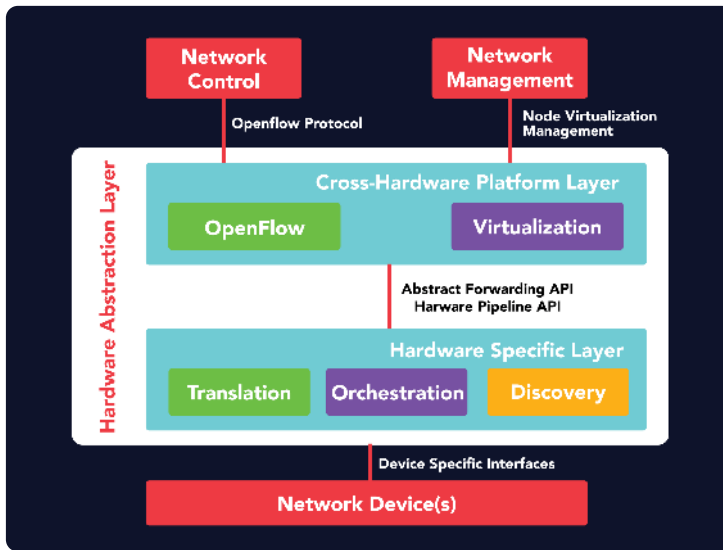 Network
Control
Network
Management
Openflow Protocol
Node Virtualization
Management
Hardware Abstraction Layer
Cross-Hardware Platform Layer
OpenFlow
Virtualization
Abstract Forwarding API
Harware Pipeline API
Hardware Specific Layer
Translation
Orchestration
Discovery
Device Specific Interfaces
Network Device(s)